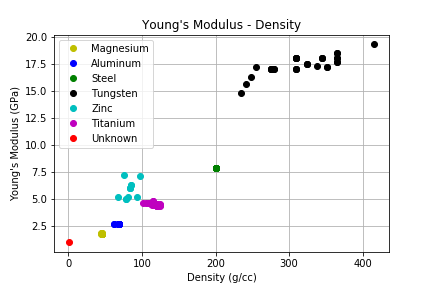 Young's Modulus - Density
20.0
17.5
15.0
12.5
10.0
7.5
5.0
2.5
Young's Modulus (GPa)
Magnesium
Aluminum
Steel
Tungsten
Zinc
Titanium
Unknown
0 100 200 300 400
Density (g/cc)